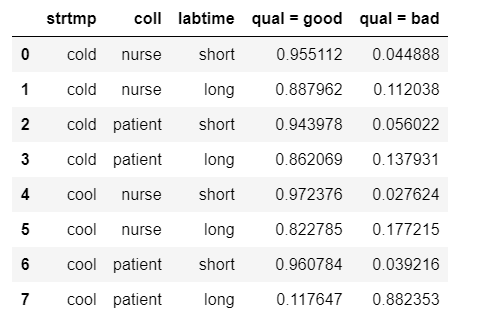 strtmp coll labtime qual = good qual = bad
0 cold nurse short 0.955112 0.044888
1 cold nurse long 0.887962 0.112038
2 cold patient short 0.943978 0.056022
3 cold patient long 0.862069 0.137931
4 cool nurse short 0.972376 0.027624
5 cool nurse long 0.822785 0.177215
6 cool patient short 0.960784 0.039216
7 cool patient long 0.117647 0.882353